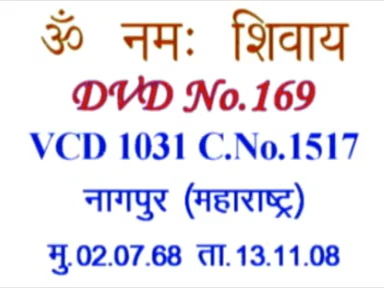 ॐ नमः शिवाय
DVD No.169
VCD 1031 C.No.1517
नागपुर (महाराष्ट्र)
मु.02.07.68 ता.13.11.08